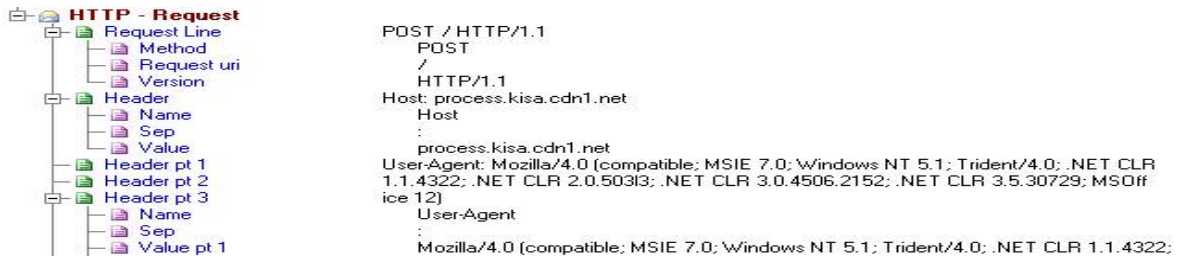 HTTP - Request
Request Line POST / HTTP/1.1
Method POST
Request uri /
Version HTTP/1.1
Header Host: process.kisa.cdn1.net
Name Host
Sep :
Value process.kisa.cdn1.net
Header pt 1 User-Agent: Mozilla/4.0 (compatible; MSIE 7.0; Windows NT 5.1; Trident/4.0; .NET CLR
Header pt 2 1.1.4322; .NET CLR 2.0.503l3; .NET CLR 3.0.4506.2152; .NET CLR 3.5.30729; MSOff
Header pt 3 ice 12)
Name User-Agent
Sep :
Value pt 1 Mozilla/4.0 (compatible; MSIE 7.0; Windows NT 5.1; Trident/4.0; .NET CLR 1.1.4322;